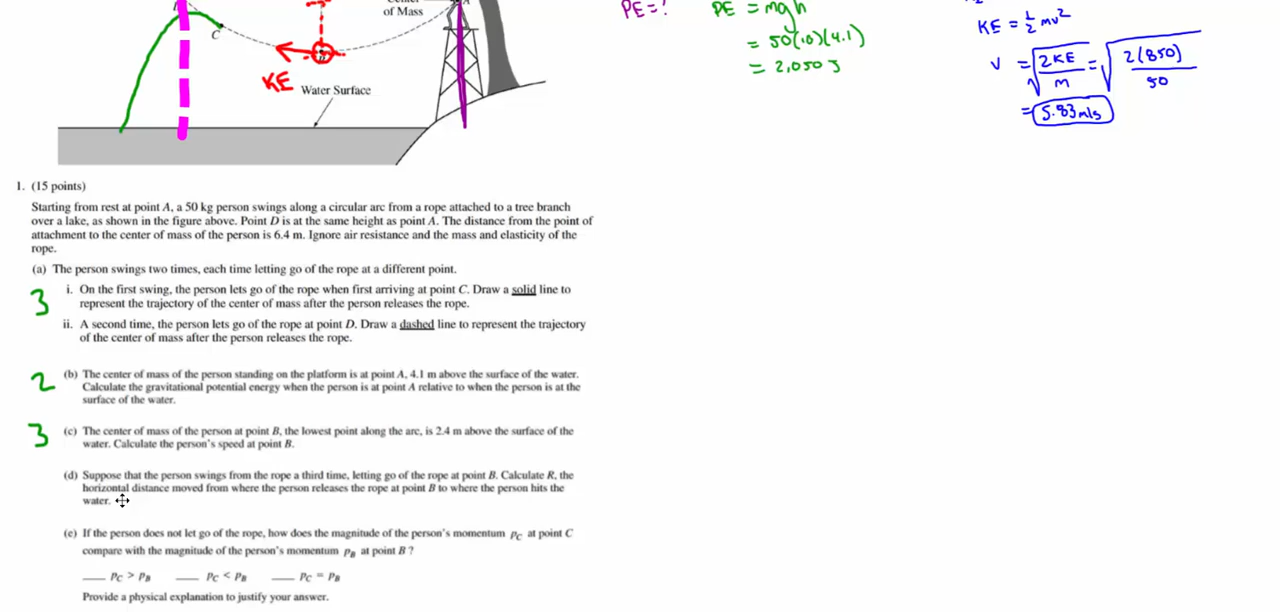 of Mass
A
C
KE
Water Surface
PE = ?
PE = mgh
= 50(10)(4.1)
= 2,050 J
KE = 1/2 mv²
V = √(2KE/m) = √(2(850)/50)
= 5.83 m/s
1. (15 points)
Starting from rest at point A, a 50 kg person swings along a circular arc from a rope attached to a tree branch
over a lake, as shown in the figure above. Point D is at the same height as point A. The distance from the point of
attachment to the center of mass of the person is 6.4 m. Ignore air resistance and the mass and elasticity of the
rope.
(a) The person swings two times, each time letting go of the rope at a different point.
3
i. On the first swing, the person lets go of the rope when first arriving at point C. Draw a solid line to
represent the trajectory of the center of mass after the person releases the rope.
ii. A second time, the person lets go of the rope at point D. Draw a dashed line to represent the trajectory
of the center of mass after the person releases the rope.
2
(b) The center of mass of the person standing on the platform is at point A, 4.1 m above the surface of the water.
Calculate the gravitational potential energy when the person is at point A relative to when the person is at the
surface of the water.
3
(c) The center of mass of the person at point B, the lowest point along the arc, is 2.4 m above the surface of the
water. Calculate the person's speed at point B.
(d) Suppose that the person swings from the rope a third time, letting go of the rope at point B. Calculate R, the
horizontal distance moved from where the person releases the rope at point B to where the person hits the
water.
(e) If the person does not let go of the rope, how does the magnitude of the person's momentum pC at point C
compare with the magnitude of the person's momentum pB at point B ?
___ pC > pB ___ pC < pB ___ pC = pB
Provide a physical explanation to justify your answer.